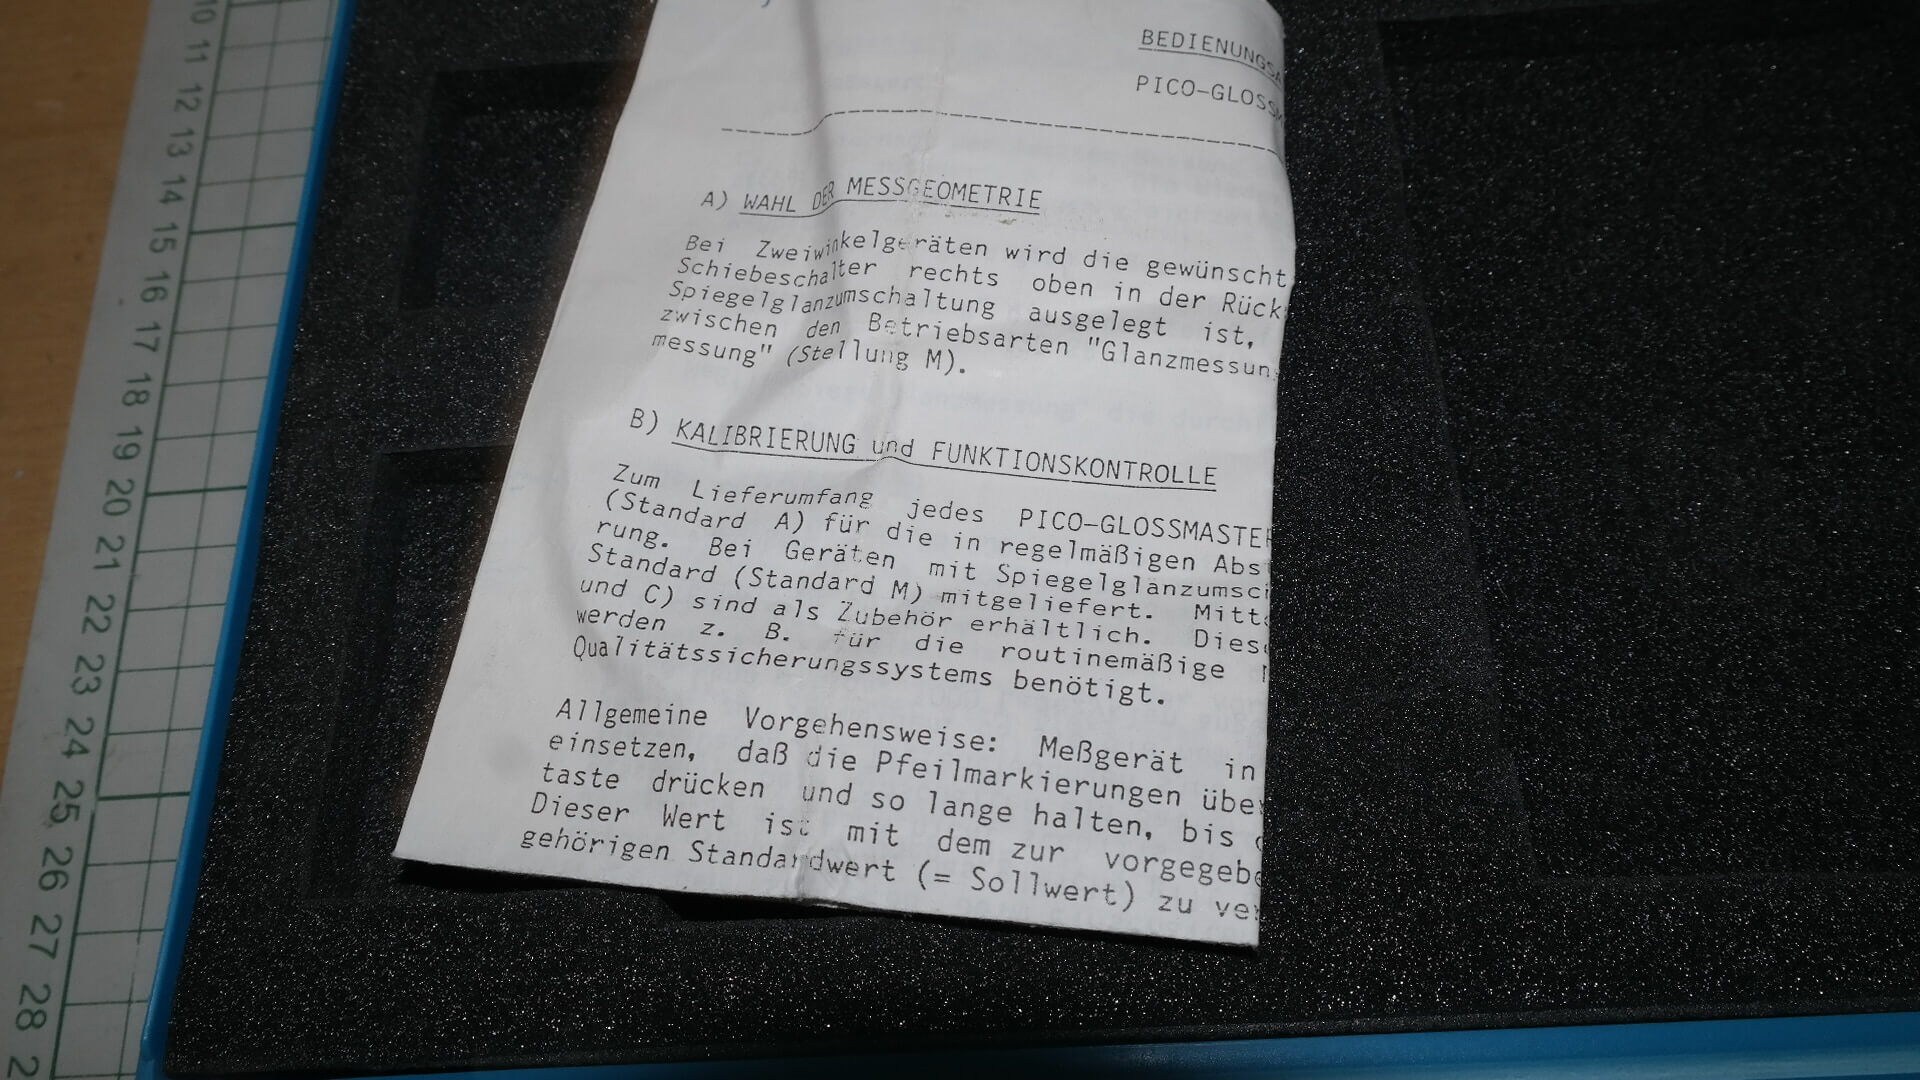 BEDIENUNGSA
PICO-GLOSSM
A) WAHL DER MESSGEOMETRIE
Bei Zweiwinkelgeräten wird die gewünscht
Schiebeschalter rechts oben in der Rück
Spiegelglanzumschaltung ausgelegt ist,
zwischen den Betriebsarten "Glanzmessun
messung" (Stellung M).
B) KALIBRIERUNG und FUNKTIONSKONTROLLE
Zum Lieferumfang jedes PICO-GLOSSMASTER
(Standard A) für die in regelmäßigen Abs
rung. Bei Geräten mit Spiegelglanzumsc
Standard (Standard M) mitgeliefert. Mitt
und C) sind als Zubehör erhältlich. Dies
werden z. B. für die routinemäßige
Qualitätssicherungssystems benötigt.
Allgemeine Vorgehensweise: Meßgerät in
einsetzen, daß die Pfeilmarkierungen übe
taste drücken und so lange halten, bis
Dieser Wert ist mit dem zur vorgegeb
gehörigen Standardwert (= Sollwert) zu ve
10 11 12 13 14 15 16 17 18 19 20 21 22 23 24 25 26 27 28 2